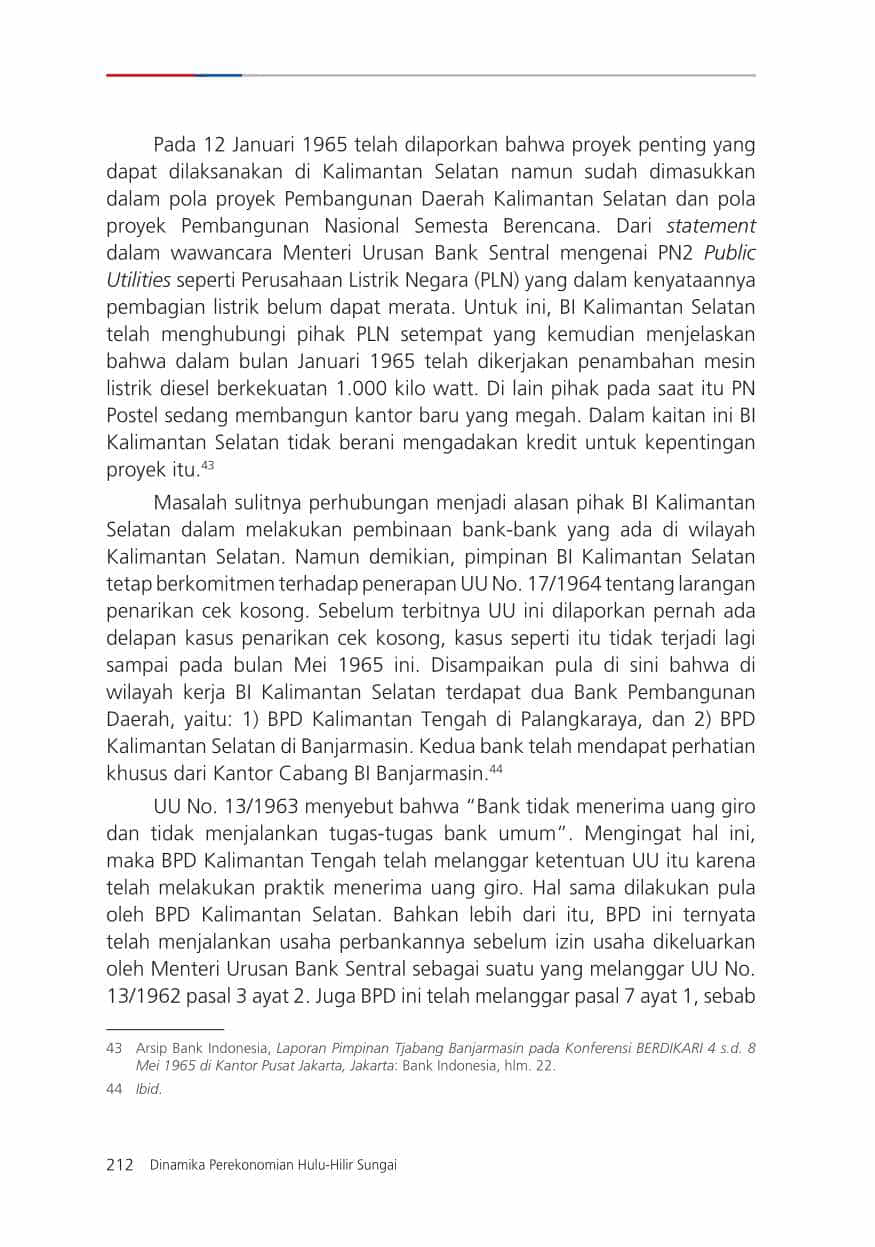 Pada 12 Januari 1965 telah dilaporkan bahwa proyek penting yang
dapat dilaksanakan di Kalimantan Selatan namun sudah dimasukkan
dalam pola proyek Pembangunan Daerah Kalimantan Selatan dan pola
proyek Pembangunan Nasional Semesta Berencana. Dari statement
dalam wawancara Menteri Urusan Bank Sentral mengenai PN2 Public
Utilities seperti Perusahaan Listrik Negara (PLN) yang dalam kenyataannya
pembagian listrik belum dapat merata. Untuk ini, BI Kalimantan Selatan
telah menghubungi pihak PLN setempat yang kemudian menjelaskan
bahwa dalam bulan Januari 1965 telah dikerjakan penambahan mesin
listrik diesel berkekuatan 1.000 kilo watt. Di lain pihak pada saat itu PN
Postel sedang membangun kantor baru yang megah. Dalam kaitan ini BI
Kalimantan Selatan tidak berani mengadakan kredit untuk kepentingan
proyek itu.43
Masalah sulitnya perhubungan menjadi alasan pihak BI Kalimantan
Selatan dalam melakukan pembinaan bank-bank yang ada di wilayah
Kalimantan Selatan. Namun demikian, pimpinan BI Kalimantan Selatan
tetap berkomitmen terhadap penerapan UU No. 17/1964 tentang larangan
penarikan cek kosong. Sebelum terbitnya UU ini dilaporkan pernah ada
delapan kasus penarikan cek kosong, kasus seperti itu tidak terjadi lagi
sampai pada bulan Mei 1965 ini. Disampaikan pula di sini bahwa di
wilayah kerja BI Kalimantan Selatan terdapat dua Bank Pembangunan
Daerah, yaitu: 1) BPD Kalimantan Tengah di Palangkaraya, dan 2) BPD
Kalimantan Selatan di Banjarmasin. Kedua bank telah mendapat perhatian
khusus dari Kantor Cabang BI Banjarmasin.44
UU No. 13/1963 menyebut bahwa “Bank tidak menerima uang giro
dan tidak menjalankan tugas-tugas bank umum”. Mengingat hal ini,
maka BPD Kalimantan Tengah telah melanggar ketentuan UU itu karena
telah melakukan praktik menerima uang giro. Hal sama dilakukan pula
oleh BPD Kalimantan Selatan. Bahkan lebih dari itu, BPD ini ternyata
telah menjalankan usaha perbankannya sebelum izin usaha dikeluarkan
oleh Menteri Urusan Bank Sentral sebagai suatu yang melanggar UU No.
13/1962 pasal 3 ayat 2. Juga BPD ini telah melanggar pasal 7 ayat 1, sebab
43 Arsip Bank Indonesia, Laporan Pimpinan Tjabang Banjarmasin pada Konferensi BERDIKARI 4 s.d. 8
Mei 1965 di Kantor Pusat Jakarta, Jakarta: Bank Indonesia, hlm. 22.
44 Ibid.
212 Dinamika Perekonomian Hulu-Hilir Sungai